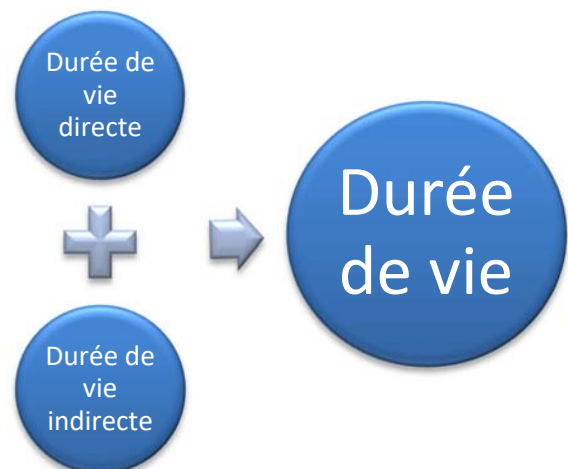 Durée de
vie
directe
Durée de
vie
indirecte
Durée
de vie